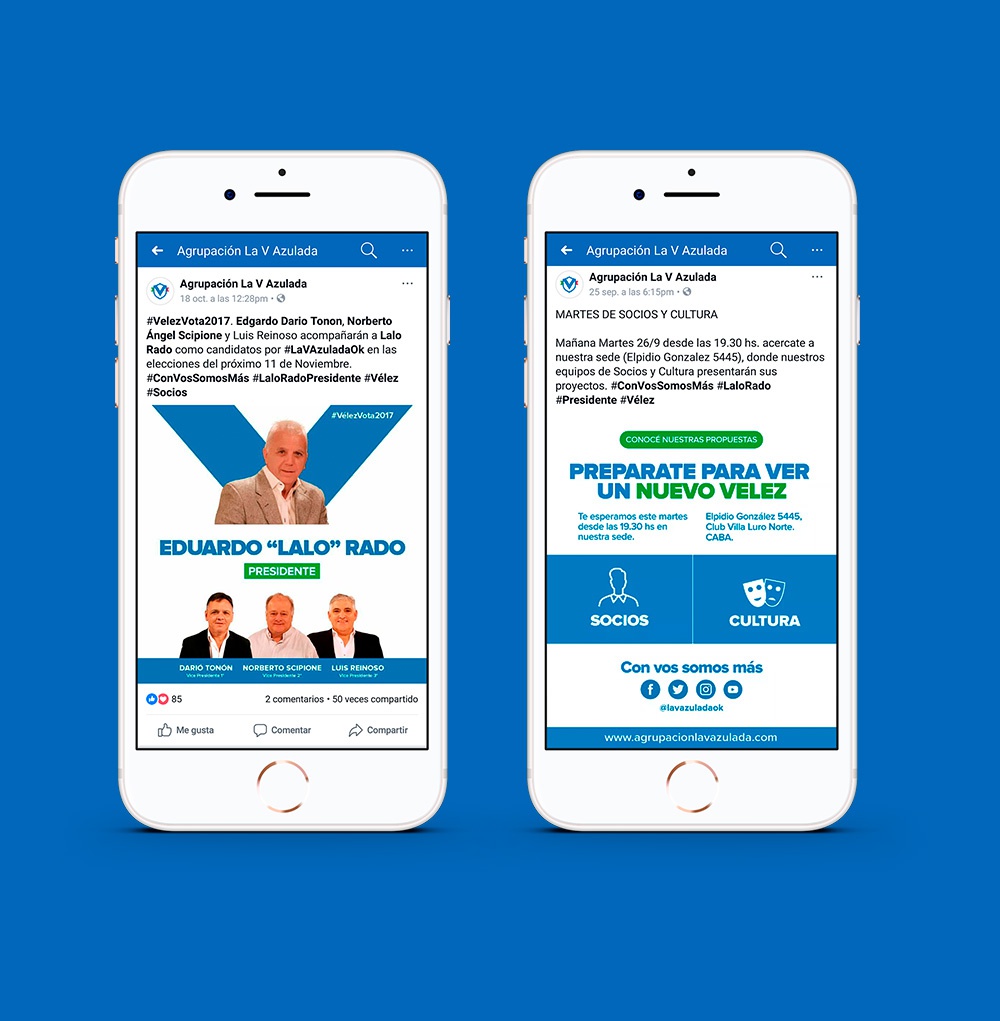 Agrupación La V Azulada
Agrupación La V Azulada
18 oct. a las 12:28pm •
#VelezVota2017. Edgardo Dario Tonon, Norberto
Ángel Scipione y Luis Reinoso acompañarán a Lalo
Rado como candidatos por #LaVAzuladaOk en las
elecciones del próximo 11 de Noviembre.
#ConVosSomosMás #LaloRadoPresidente #Vélez
#Socios
#VélezVota2017
EDUARDO “LALO” RADO
PRESIDENTE
DARIÓ TONÓN NORBERTO SCIPIONE LUIS REINOSO
Vice Presidente 1° Vice Presidente 2° Vice Presidente 3°
85 2 comentarios • 50 veces compartido
Me gusta Comentar Compartir
Agrupación La V Azulada
Agrupación La V Azulada
25 sep. a las 6:15pm •
MARTES DE SOCIOS Y CULTURA
Mañana Martes 26/9 desde las 19.30 hs. acercate a
nuestra sede (Elpidio Gonzalez 5445), donde nuestros
equipos de Socios y Cultura presentarán sus
proyectos. #ConVosSomosMás #LaloRado
#Presidente #Vélez
CONOCÉ NUESTRAS PROPUESTAS
PREPARATE PARA VER
UN NUEVO VELEZ
Te esperamos este martes
desde las 19.30 hs en
nuestra sede.
Elpidio González 5445,
Club Villa Luro Norte.
CABA.
SOCIOS
CULTURA
Con vos somos más
@lavazuladaok
www.agrupacionlavazulada.com